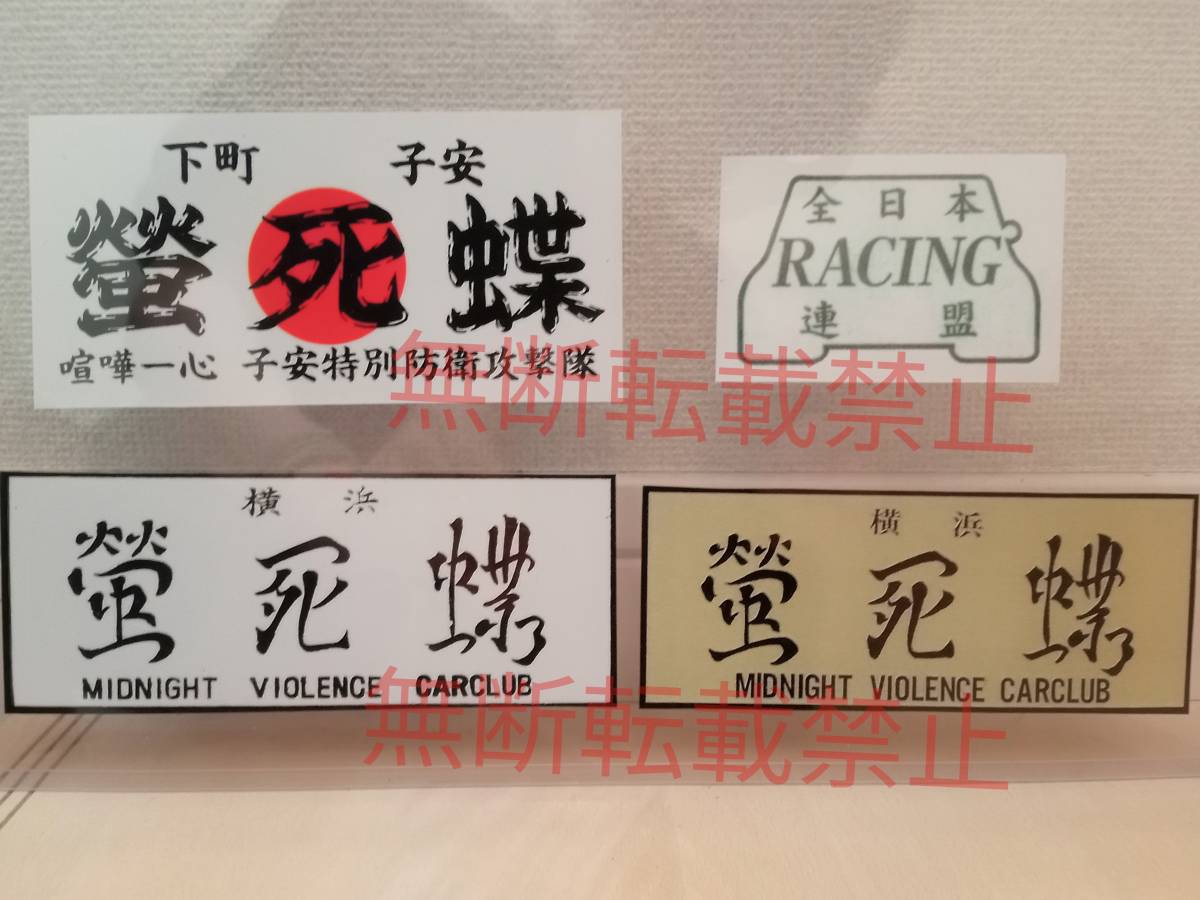 下町 子安
螢死蝶
喧嘩一心 子安特別防衛攻撃隊
全日本
RACING
連盟
無断転載禁止
横浜
螢死蝶
MIDNIGHT VIOLENCE CARCLUB
横浜
螢死蝶
MIDNIGHT VIOLENCE CARCLUB
無断転載禁止